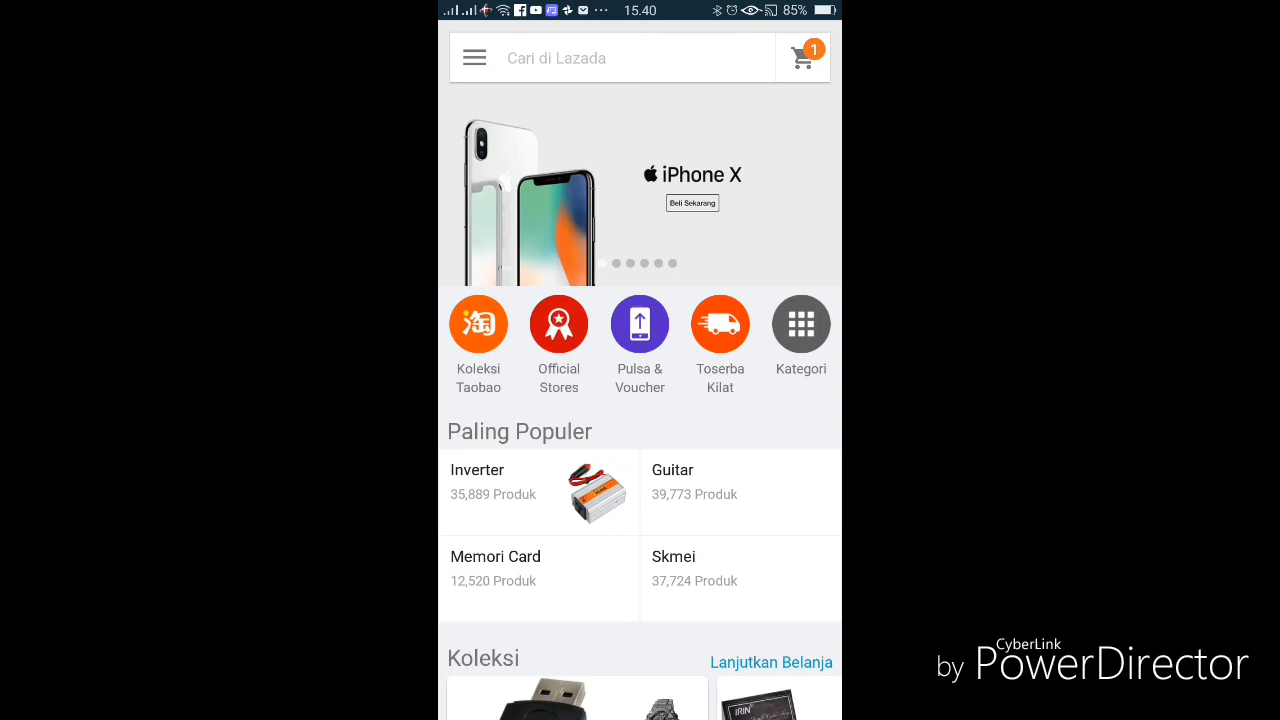 15.40
85%
Cari di Lazada
1
iPhone X
Beli Sekarang
淘
Koleksi
Taobao
Official
Stores
Pulsa &
Voucher
Toserba
Kilat
Kategori
Paling Populer
Inverter
35,889 Produk
Guitar
39,773 Produk
Memori Card
12,520 Produk
Skmei
37,724 Produk
Koleksi
Lanjutkan Belanja
IRIN
CyberLink
by PowerDirector